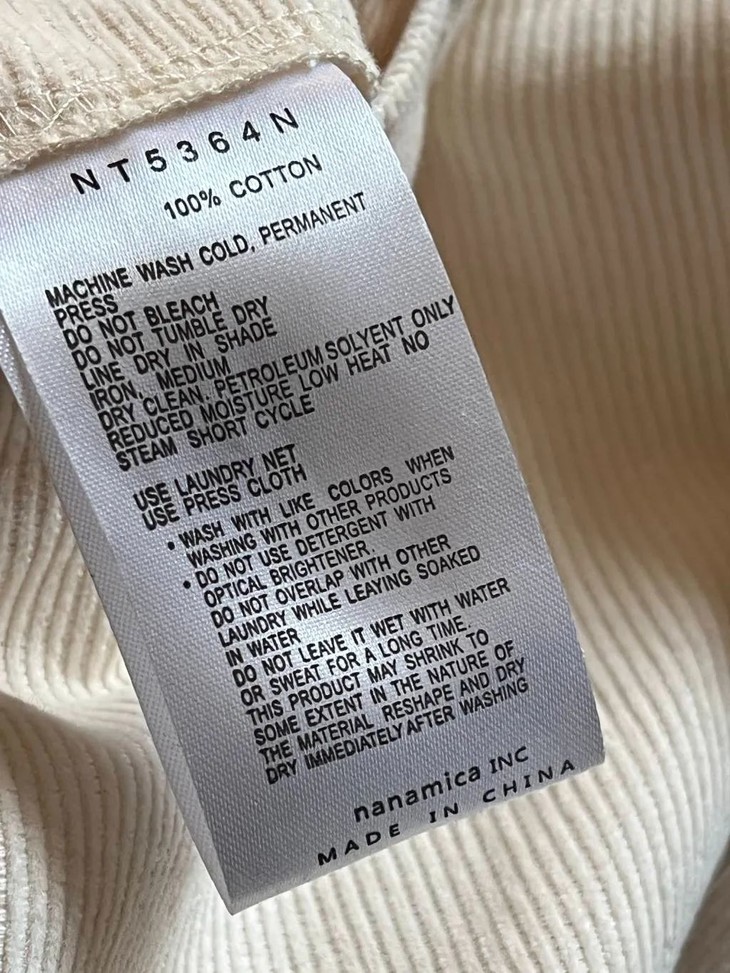 NT5364N
100% COTTON
MACHINE WASH COLD, PERMANENT
PRESS
DO NOT BLEACH
DO NOT TUMBLE DRY
LINE DRY IN SHADE
IRON, MEDIUM
DRY CLEAN, PETROLEUM SOLVENT ONLY
REDUCED MOISTURE LOW HEAT NO
STEAM SHORT CYCLE
USE LAUNDRY NET
USE PRESS CLOTH
• WASH WITH LIKE COLORS WHEN
WASHING WITH OTHER PRODUCTS
• DO NOT USE DETERGENT WITH
OPTICAL BRIGHTENER.
DO NOT OVERLAP WITH OTHER
LAUNDRY WHILE LEAVING SOAKED
IN WATER
DO NOT LEAVE IT WET WITH WATER
OR SWEAT FOR A LONG TIME.
THIS PRODUCT MAY SHRINK TO
SOME EXTENT IN THE NATURE OF
THE MATERIAL RESHAPE AND DRY
DRY IMMEDIATELY AFTER WASHING
nanamica INC
MADE IN CHINA